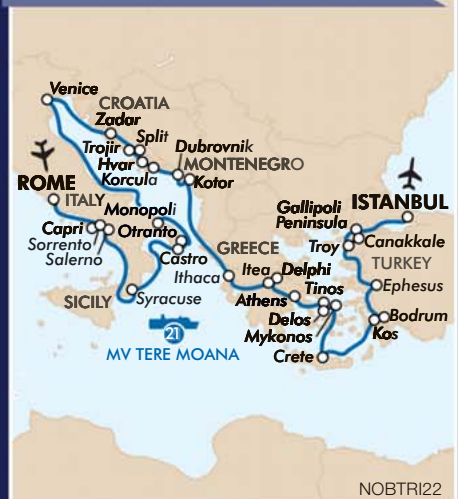 Venice
CROATIA
Zadar
Trojir
Split
Hvar
Dubrovnik
Korcula
MONTENEGRO
Kotor
ROME
ITALY
Monopoli
Capri
Otranto
Sorrento
Salerno
Castro
Ithaca
SICILY
Syracuse
21
MV TERE MOANA
GREECE
Itea
Delphi
Athens
Tinos
Delos
Mykonos
Crete
Gallipoli
Peninsula
ISTANBUL
Troy
Canakkale
TURKEY
Ephesus
Bodrum
Kos
NOBTRI22